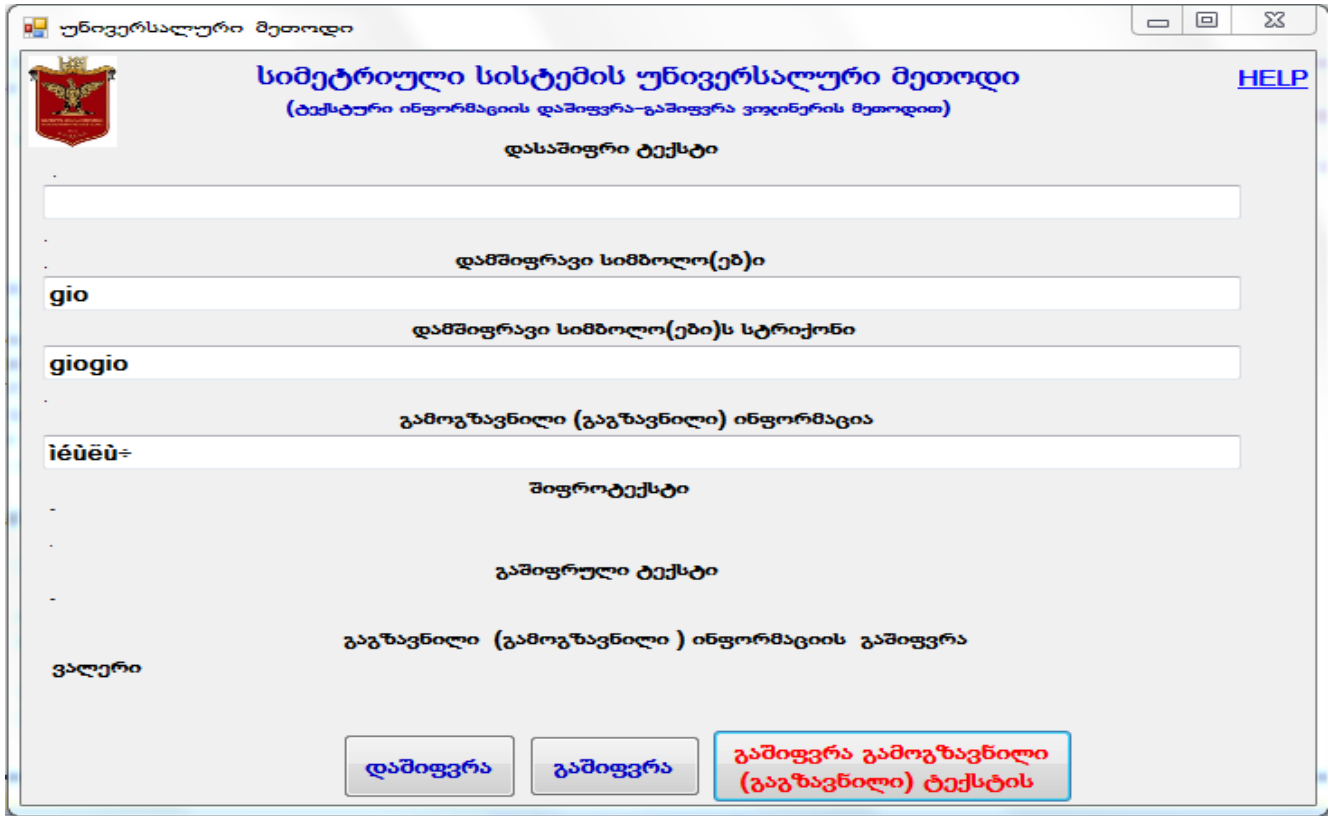 უნივერსალური მეთოდი
სიმეტრიული სისტემის უნივერსალური მეთოდი
HELP
(ტექსტური ინფორმაციის დაშიფვრა-გაშიფვრა ვიჯინერის მეთოდით)
დასაშიფრი ტექსტი
.
.
.
დამშიფრავი სიმბოლო(ებ)ი
gio
დამშიფრავი სიმბოლო(ები)ს სტრიქონი
giogio
.
გამოგზავნილი (გაგზავნილი) ინფორმაცია
ìéùëù÷
შიფროტექსტი
-
.
გაშიფრული ტექსტი
-
გაგზავნილი (გამოგზავნილი ) ინფორმაციის გაშიფვრა
ვალერი
დაშიფვრა
გაშიფვრა
გაშიფვრა გამოგზავნილი
(გაგზავნილი) ტექსტის